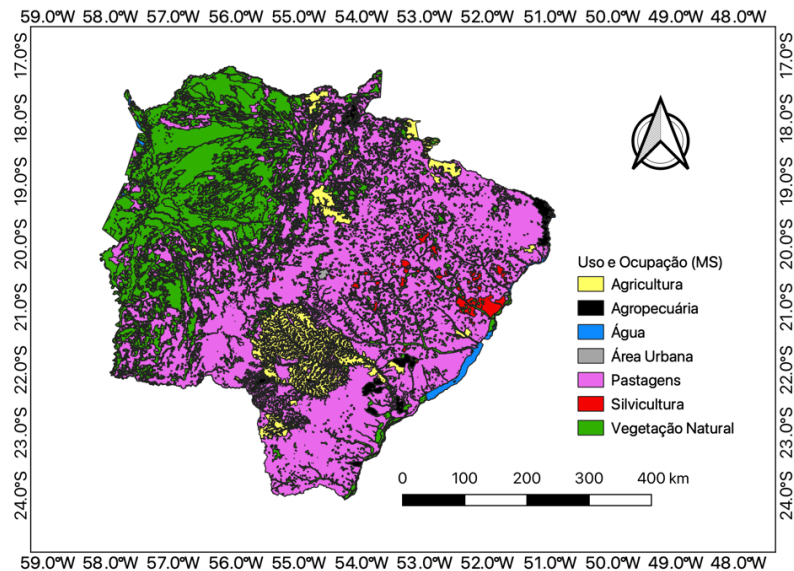 59.0°W 58.0°W 57.0°W 56.0°W 55.0°W 54.0°W 53.0°W 52.0°W 51.0°W 50.0°W 49.0°W 48.0°W
17.0°S 17.0°S
18.0°S 18.0°S
19.0°S 19.0°S
20.0°S 20.0°S
Uso e Ocupação (MS)
Agricultura
21.0°S 21.0°S
Agropecuária
Água
22.0°S Área Urbana 22.0°S
Pastagens
Silvicultura
23.0°S Vegetação Natural 23.0°S
24.0°S 0 100 200 300 400 km 24.0°S
59.0°W 58.0°W 57.0°W 56.0°W 55.0°W 54.0°W 53.0°W 52.0°W 51.0°W 50.0°W 49.0°W 48.0°W